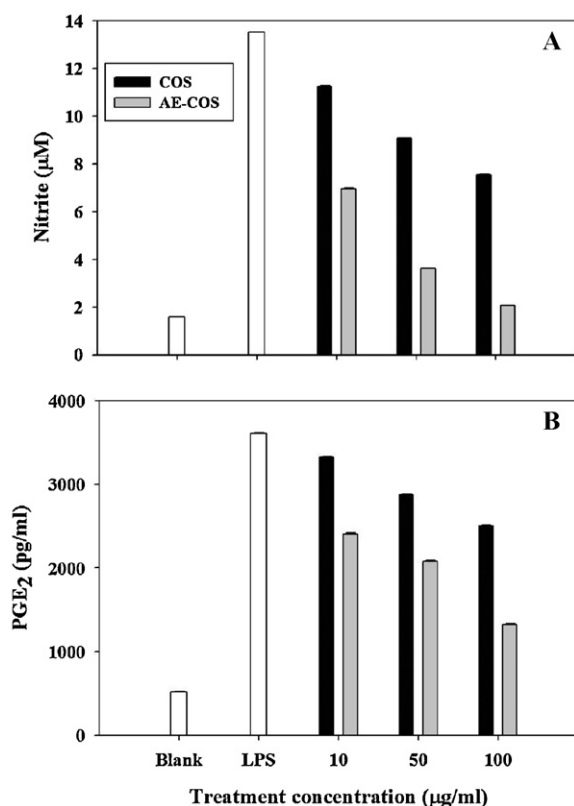 A
14
12
10
8
6
4
2
0
Nitrite (μM)
COS
AE-COS
B
4000
3000
2000
1000
0
PGE2 (pg/ml)
Blank LPS 10 50 100
Treatment concentration (μg/ml)